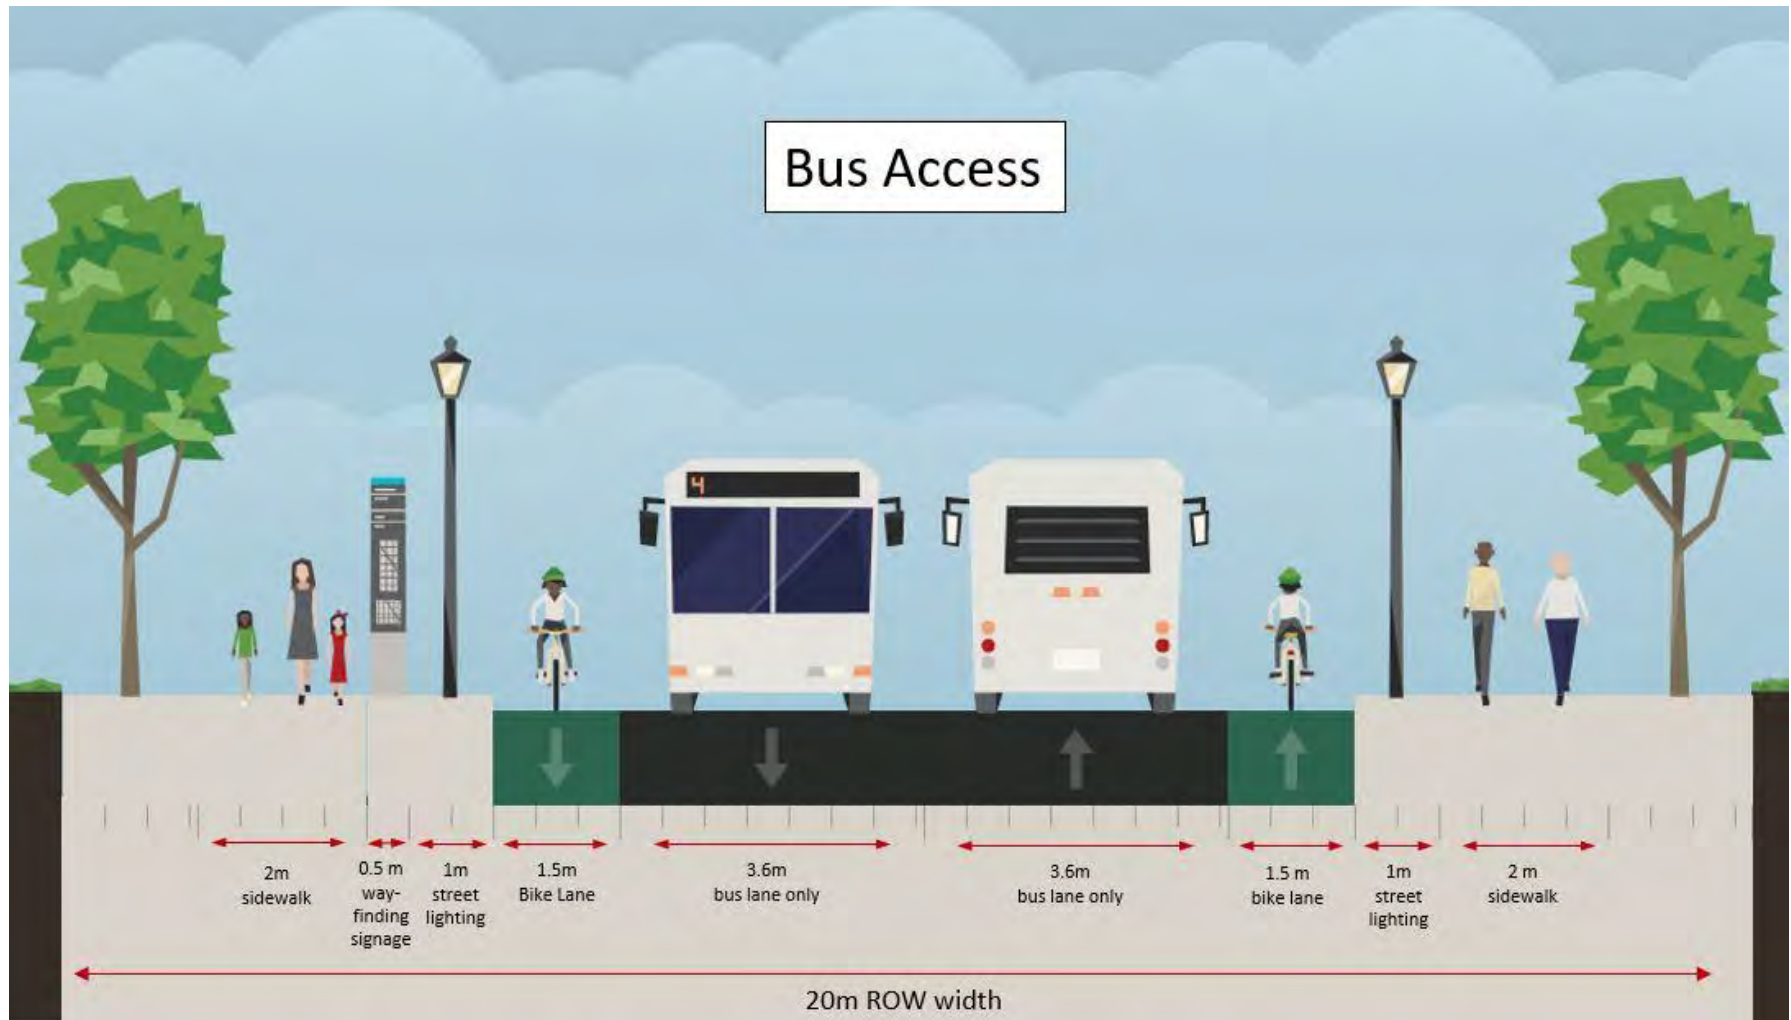 Bus Access
4
2m
sidewalk
0.5 m
way-
finding
signage
1m
street
lighting
1.5m
Bike Lane
3.6m
bus lane only
3.6m
bus lane only
1.5 m
bike lane
1m
street
lighting
2 m
sidewalk
20m ROW width